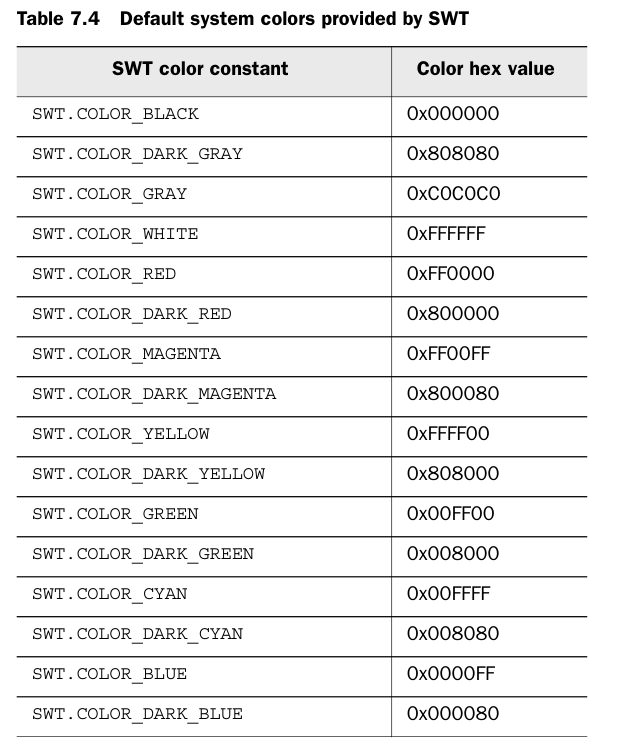 Table 7.4 Default system colors provided by SWT
SWT color constant Color hex value
SWT.COLOR_BLACK 0x000000
SWT.COLOR_DARK_GRAY 0x808080
SWT.COLOR_GRAY 0xC0C0C0
SWT.COLOR_WHITE 0xFFFFFF
SWT.COLOR_RED 0xFF0000
SWT.COLOR_DARK_RED 0x800000
SWT.COLOR_MAGENTA 0xFF00FF
SWT.COLOR_DARK_MAGENTA 0x800080
SWT.COLOR_YELLOW 0xFFFF00
SWT.COLOR_DARK_YELLOW 0x808000
SWT.COLOR_GREEN 0x00FF00
SWT.COLOR_DARK_GREEN 0x008000
SWT.COLOR_CYAN 0x00FFFF
SWT.COLOR_DARK_CYAN 0x008080
SWT.COLOR_BLUE 0x0000FF
SWT.COLOR_DARK_BLUE 0x000080